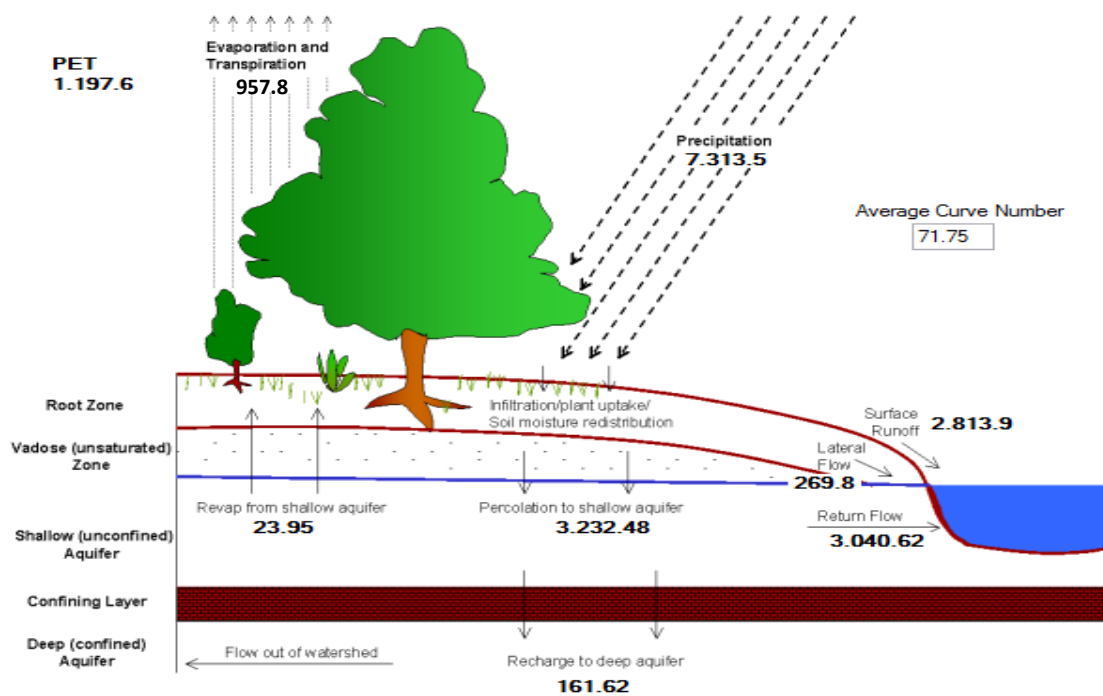 PET
1.197.6
Evaporation and
Transpiration
957.8
Precipitation
7.313.5
Average Curve Number
71.75
Root Zone
Infiltration/plant uptake/
Soil moisture redistribution
Surface
Runoff
2.813.9
Vadose (unsaturated)
Zone
Lateral
Flow
269.8
Revap from shallow aquifer
23.95
Percolation to shallow aquifer
3.232.48
Return Flow
3.040.62
Shallow (unconfined)
Aquifer
Confining Layer
Deep (confined)
Aquifer
Flow out of watershed
Recharge to deep aquifer
161.62